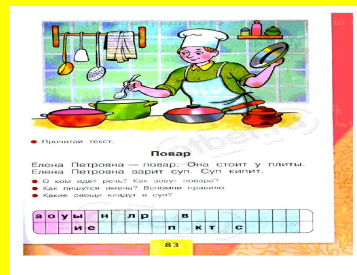 Прочитай текст.
Повар
Елена Петровна — повар. Она стоит у плиты.
Елена Петровна варит суп. Суп кипит.
О ком идёт речь? Как зовут повара?
Как пишутся имена? Вспомни правило.
Какие овощи кладут в суп?
а о у ы н л р в
и е п к т с
83